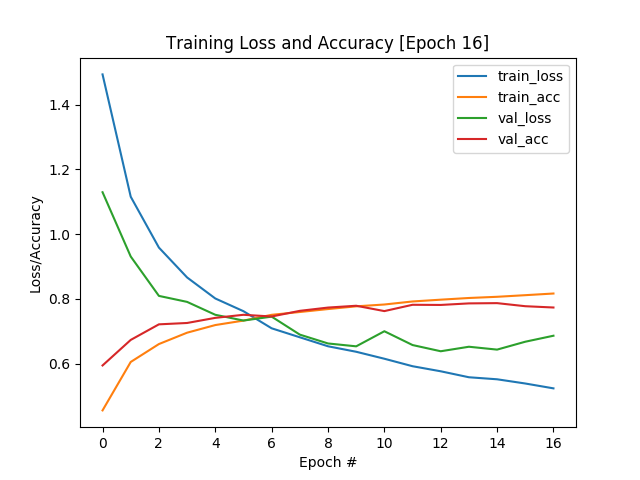 Training Loss and Accuracy [Epoch 16]
train_loss
train_acc
val_loss
val_acc
1.4
1.2
1.0
0.8
0.6
Loss/Accuracy
0 2 4 6 8 10 12 14 16
Epoch #